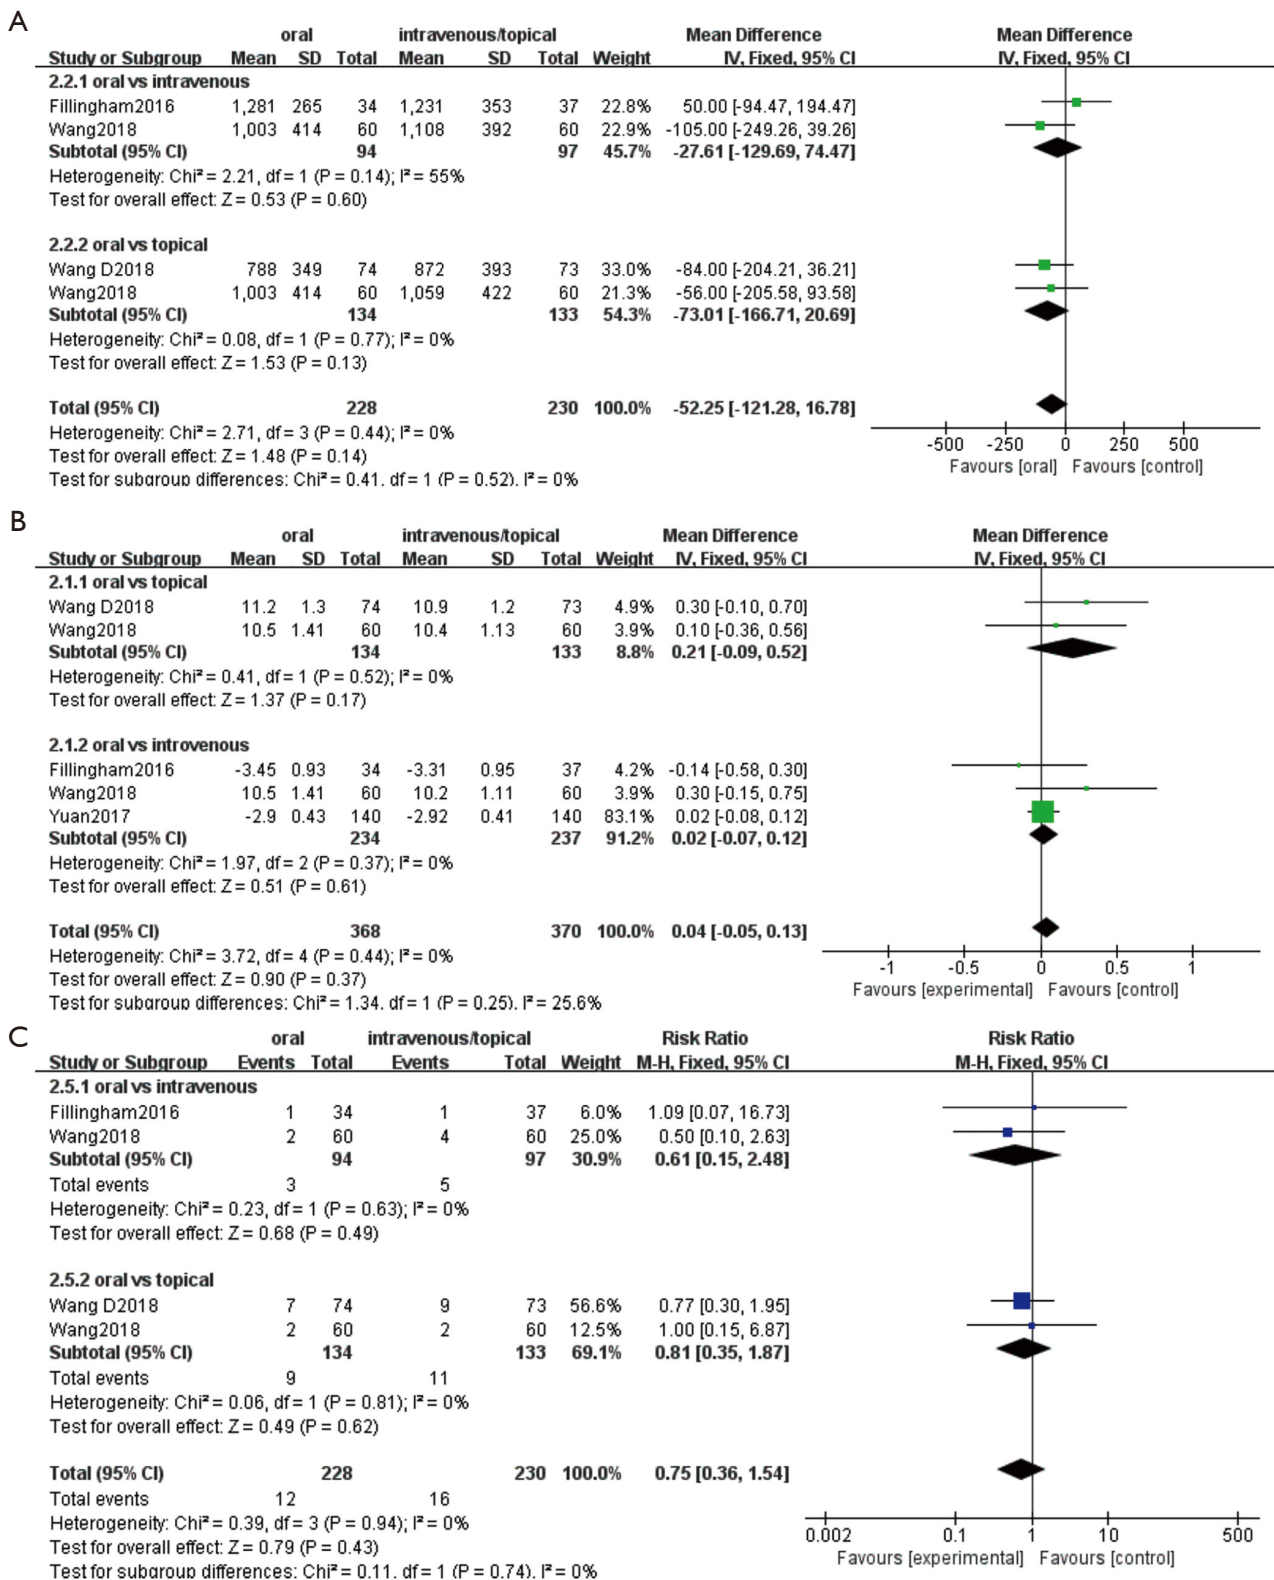 A
oral intravenous/topical Mean Difference Mean Difference
Study or Subgroup Mean SD Total Mean SD Total Weight IV, Fixed, 95% CI IV, Fixed, 95% CI
2.2.1 oral vs intravenous
Fillingham2016 1,281 265 34 1,231 353 37 22.8% 50.00 [-94.47, 194.47]
Wang2018 1,003 414 60 1,108 392 60 22.9% -105.00 [-249.26, 39.26]
Subtotal (95% CI) 94 97 45.7% -27.61 [-129.69, 74.47]
Heterogeneity: Chi² = 2.21, df = 1 (P = 0.14); I² = 55%
Test for overall effect: Z = 0.53 (P = 0.60)
2.2.2 oral vs topical
Wang D2018 788 349 74 872 393 73 33.0% -84.00 [-204.21, 36.21]
Wang2018 1,003 414 60 1,059 422 60 21.3% -56.00 [-205.58, 93.58]
Subtotal (95% CI) 134 133 54.3% -73.01 [-166.71, 20.69]
Heterogeneity: Chi² = 0.08, df = 1 (P = 0.77); I² = 0%
Test for overall effect: Z = 1.53 (P = 0.13)
Total (95% CI) 228 230 100.0% -52.25 [-121.28, 16.78]
Heterogeneity: Chi² = 2.71, df = 3 (P = 0.44); I² = 0%
Test for overall effect: Z = 1.48 (P = 0.14)
Test for subgroup differences: Chi² = 0.41, df = 1 (P = 0.52), I² = 0%
-500 -250 0 250 500
Favours [oral] Favours [control]
B
oral intravenous/topical Mean Difference Mean Difference
Study or Subgroup Mean SD Total Mean SD Total Weight IV, Fixed, 95% CI IV, Fixed, 95% CI
2.1.1 oral vs topical
Wang D2018 11.2 1.3 74 10.9 1.2 73 4.9% 0.30 [-0.10, 0.70]
Wang2018 10.5 1.41 60 10.4 1.13 60 3.9% 0.10 [-0.36, 0.56]
Subtotal (95% CI) 134 133 8.8% 0.21 [-0.09, 0.52]
Heterogeneity: Chi² = 0.41, df = 1 (P = 0.52); I² = 0%
Test for overall effect: Z = 1.37 (P = 0.17)
2.1.2 oral vs introvenous
Fillingham2016 -3.45 0.93 34 -3.31 0.95 37 4.2% -0.14 [-0.58, 0.30]
Wang2018 10.5 1.41 60 10.2 1.11 60 3.9% 0.30 [-0.15, 0.75]
Yuan2017 -2.9 0.43 140 -2.92 0.41 140 83.1% 0.02 [-0.08, 0.12]
Subtotal (95% CI) 234 237 91.2% 0.02 [-0.07, 0.12]
Heterogeneity: Chi² = 1.97, df = 2 (P = 0.37); I² = 0%
Test for overall effect: Z = 0.51 (P = 0.61)
Total (95% CI) 368 370 100.0% 0.04 [-0.05, 0.13]
Heterogeneity: Chi² = 3.72, df = 4 (P = 0.44); I² = 0%
Test for overall effect: Z = 0.90 (P = 0.37)
Test for subgroup differences: Chi² = 1.34, df = 1 (P = 0.25), I² = 25.6%
-1 -0.5 0 0.5 1
Favours [experimental] Favours [control]
C
oral intravenous/topical Risk Ratio Risk Ratio
Study or Subgroup Events Total Events Total Weight M-H, Fixed, 95% CI M-H, Fixed, 95% CI
2.5.1 oral vs intravenous
Fillingham2016 1 34 1 37 6.0% 1.09 [0.07, 16.73]
Wang2018 2 60 4 60 25.0% 0.50 [0.10, 2.63]
Subtotal (95% CI) 94 97 30.9% 0.61 [0.15, 2.48]
Total events 3 5
Heterogeneity: Chi² = 0.23, df = 1 (P = 0.63); I² = 0%
Test for overall effect: Z = 0.68 (P = 0.49)
2.5.2 oral vs topical
Wang D2018 7 74 9 73 56.6% 0.77 [0.30, 1.95]
Wang2018 2 60 2 60 12.5% 1.00 [0.15, 6.87]
Subtotal (95% CI) 134 133 69.1% 0.81 [0.35, 1.87]
Total events 9 11
Heterogeneity: Chi² = 0.06, df = 1 (P = 0.81); I² = 0%
Test for overall effect: Z = 0.49 (P = 0.62)
Total (95% CI) 228 230 100.0% 0.75 [0.36, 1.54]
Total events 12 16
Heterogeneity: Chi² = 0.39, df = 3 (P = 0.94); I² = 0%
Test for overall effect: Z = 0.79 (P = 0.43)
Test for subgroup differences: Chi² = 0.11, df = 1 (P = 0.74), I² = 0%
0.002 0.1 1 10 500
Favours [experimental] Favours [control]